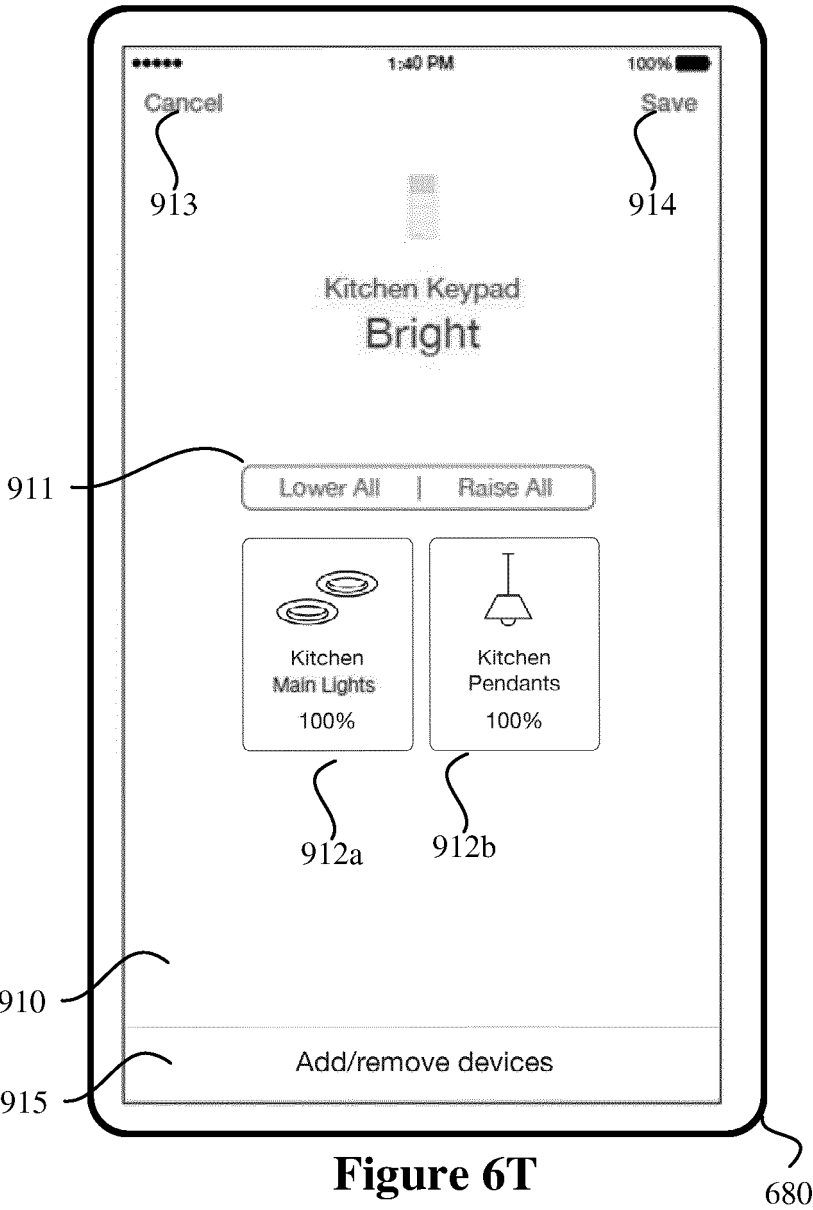 1:40 PM 100%
Cancel Save
913 914
Kitchen Keypad
Bright
911
Lower All | Raise All
Kitchen Kitchen
Main Lights Pendants
100% 100%
912a 912b
910
Add/remove devices
915
Figure 6T
680